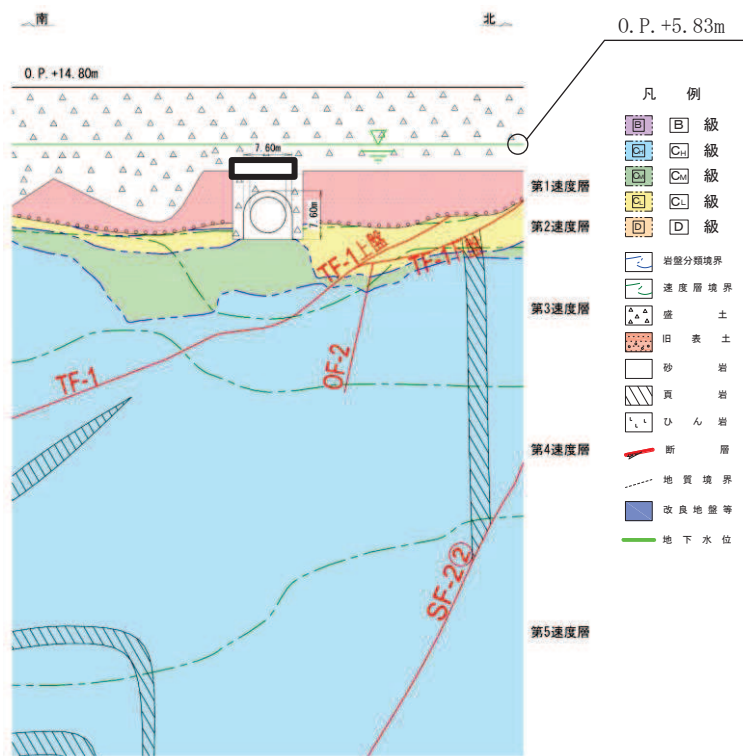 南
北
O.P.+5.83m
O.P.+14.80m
7.60m
7.60m
TF-1上盤
TF-1下盤
TF-1
OF-2
SF-2②
第1速度層
第2速度層
第3速度層
第4速度層
第5速度層
凡 例
B B 級
CH CH 級
CM CM 級
CL CL 級
D D 級
岩盤分類境界
速度層境界
盛 土
旧 表 土
砂 岩
頁 岩
ひ ん 岩
断 層
地 質 境 界
改 良 地 盤 等
地 下 水 位